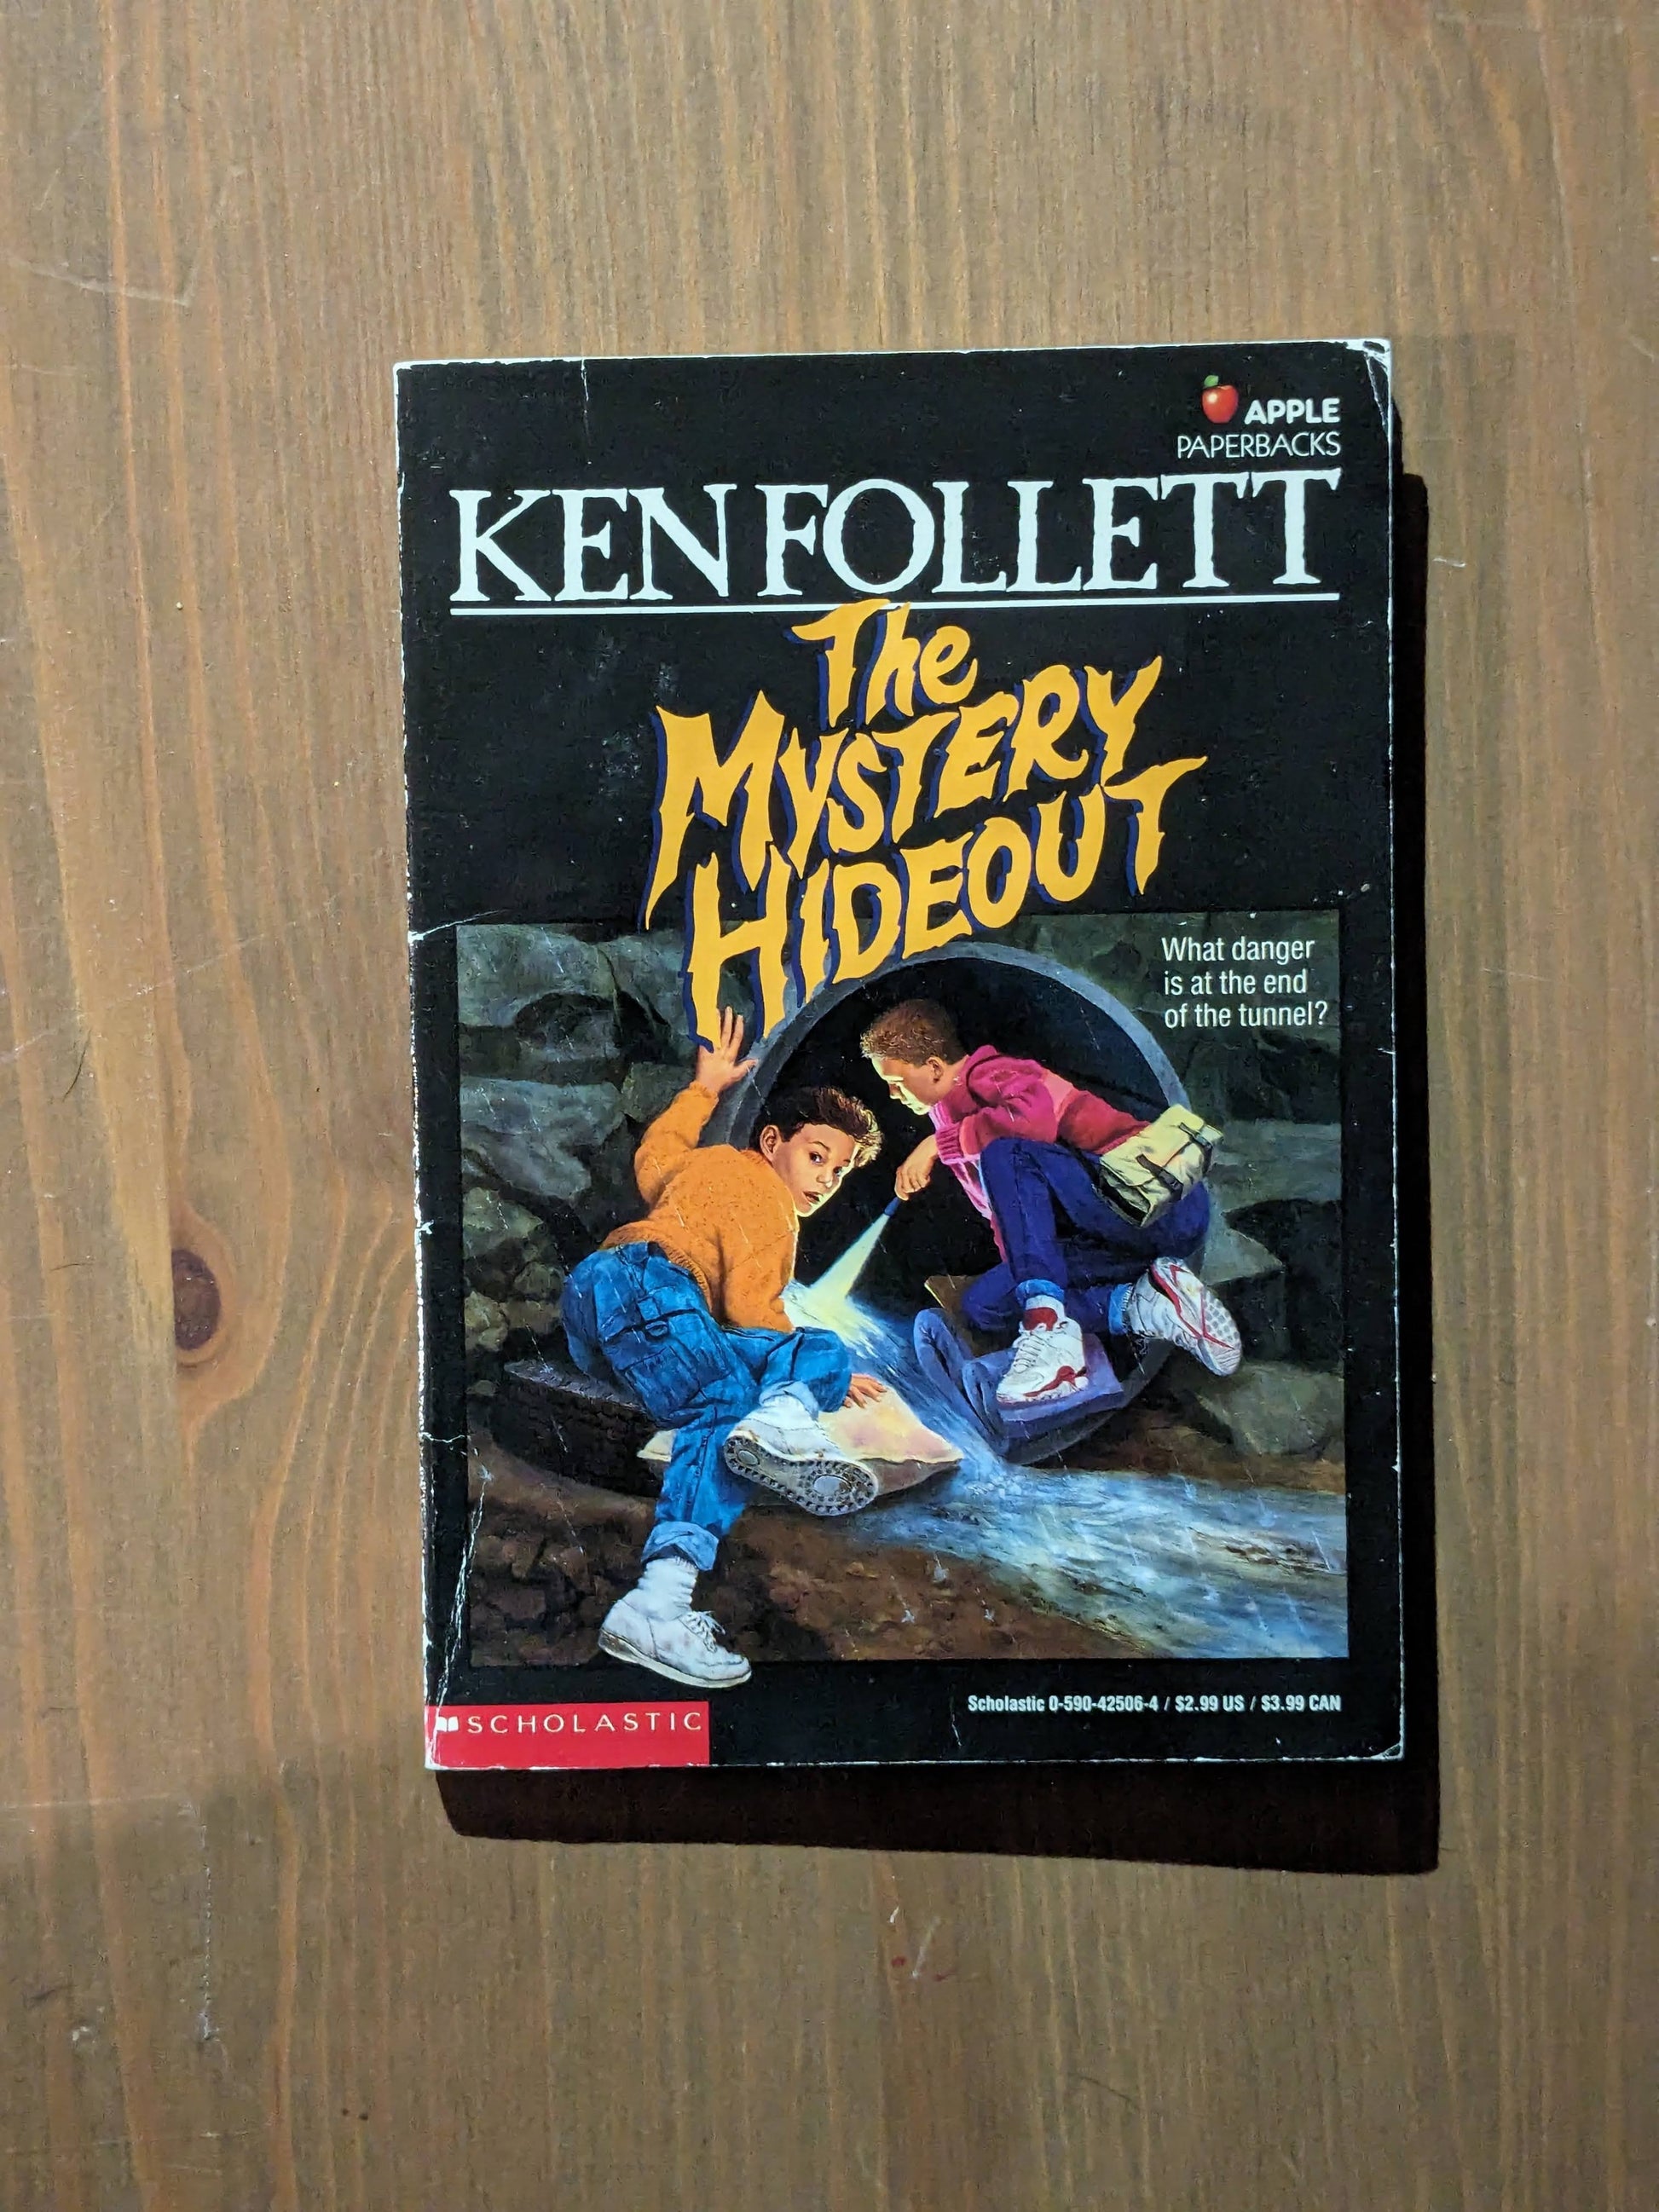 APPLE
PAPERBACKS
KEN FOLLETT
The
MYSTERY
HIDEOUT
What danger
is at the end
of the tunnel?
Scholastic 0-590-42506-4 / $2.99 US / $3.99 CAN
SCHOLASTIC